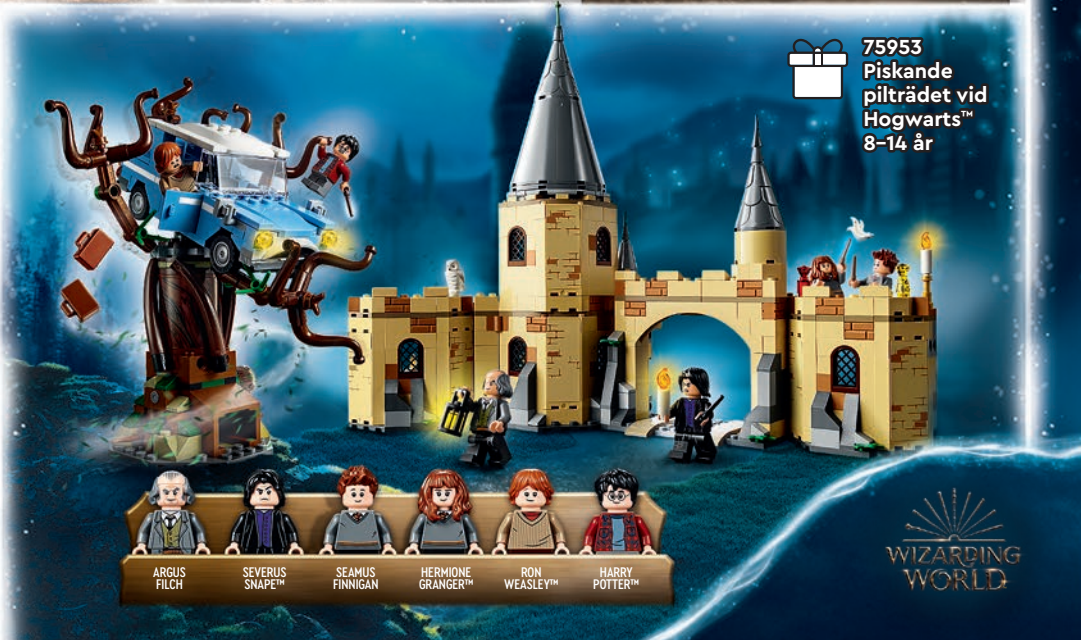 75953
Piskande
pilträdet vid
Hogwarts™
8–14 år
ARGUS
FILCH
SEVERUS
SNAPE™
SEAMUS
FINNIGAN
HERMIONE
GRANGER™
RON
WEASLEY™
HARRY
POTTER™
WIZARDING
WORLD